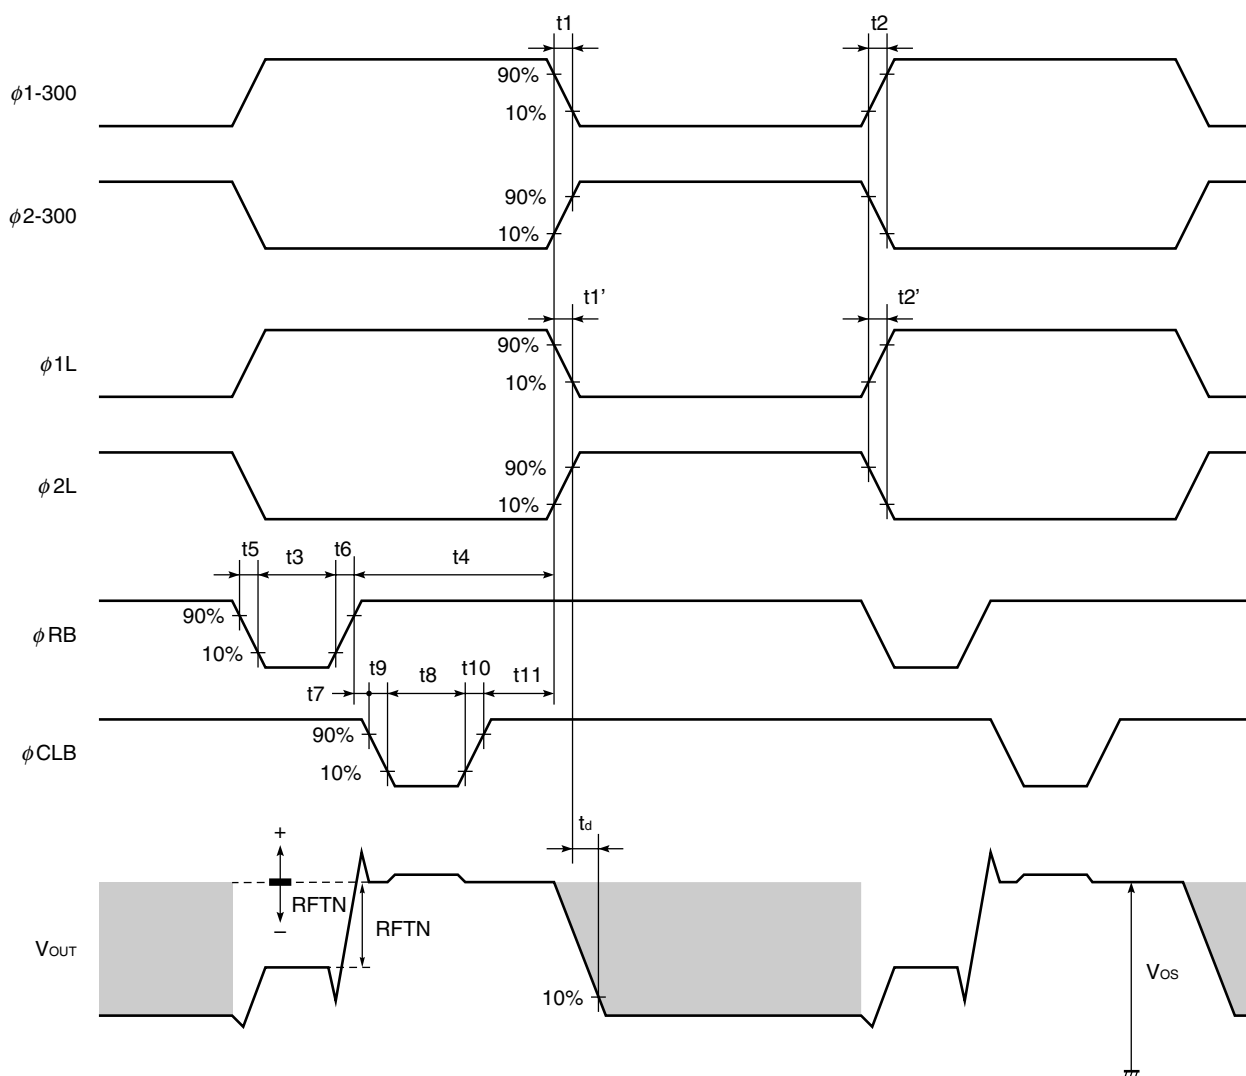 t1 t2
90%
ϕ1-300
10%
90%
ϕ2-300
10%
t1’ t2’
90%
ϕ1L
10%
90%
ϕ2L
10%
t5 t3 t6 t4
90%
ϕRB
10%
t9 t8 t10 t11
t7
90%
ϕCLB
10%
td
+
RFTN
−
RFTN
VOUT
VOS
10%